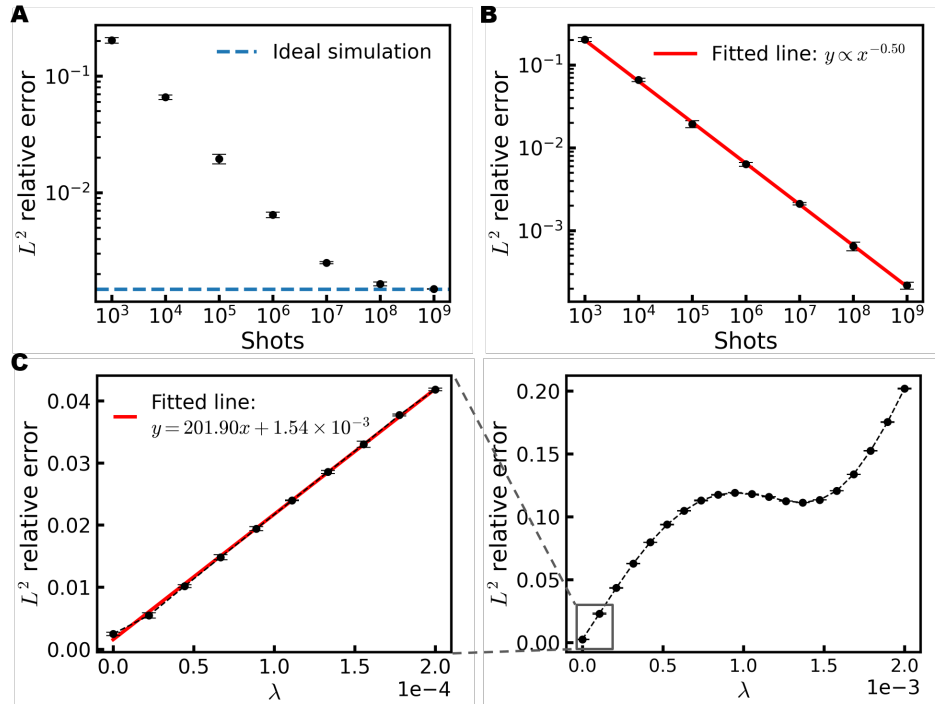 A
L² relative error
10⁻¹
10⁻²
Ideal simulation
10³ 10⁴ 10⁵ 10⁶ 10⁷ 10⁸ 10⁹
Shots
B
L² relative error
10⁻¹
10⁻²
10⁻³
Fitted line: y ∝ x⁻⁰·⁵⁰
10³ 10⁴ 10⁵ 10⁶ 10⁷ 10⁸ 10⁹
Shots
C
L² relative error
0.04
0.03
0.02
0.01
0.00
Fitted line:
y = 201.90x + 1.54 × 10⁻³
0.0 0.5 1.0 1.5 2.0
λ
1e−4
L² relative error
0.20
0.15
0.10
0.05
0.00
0.0 0.5 1.0 1.5 2.0
λ
1e−3